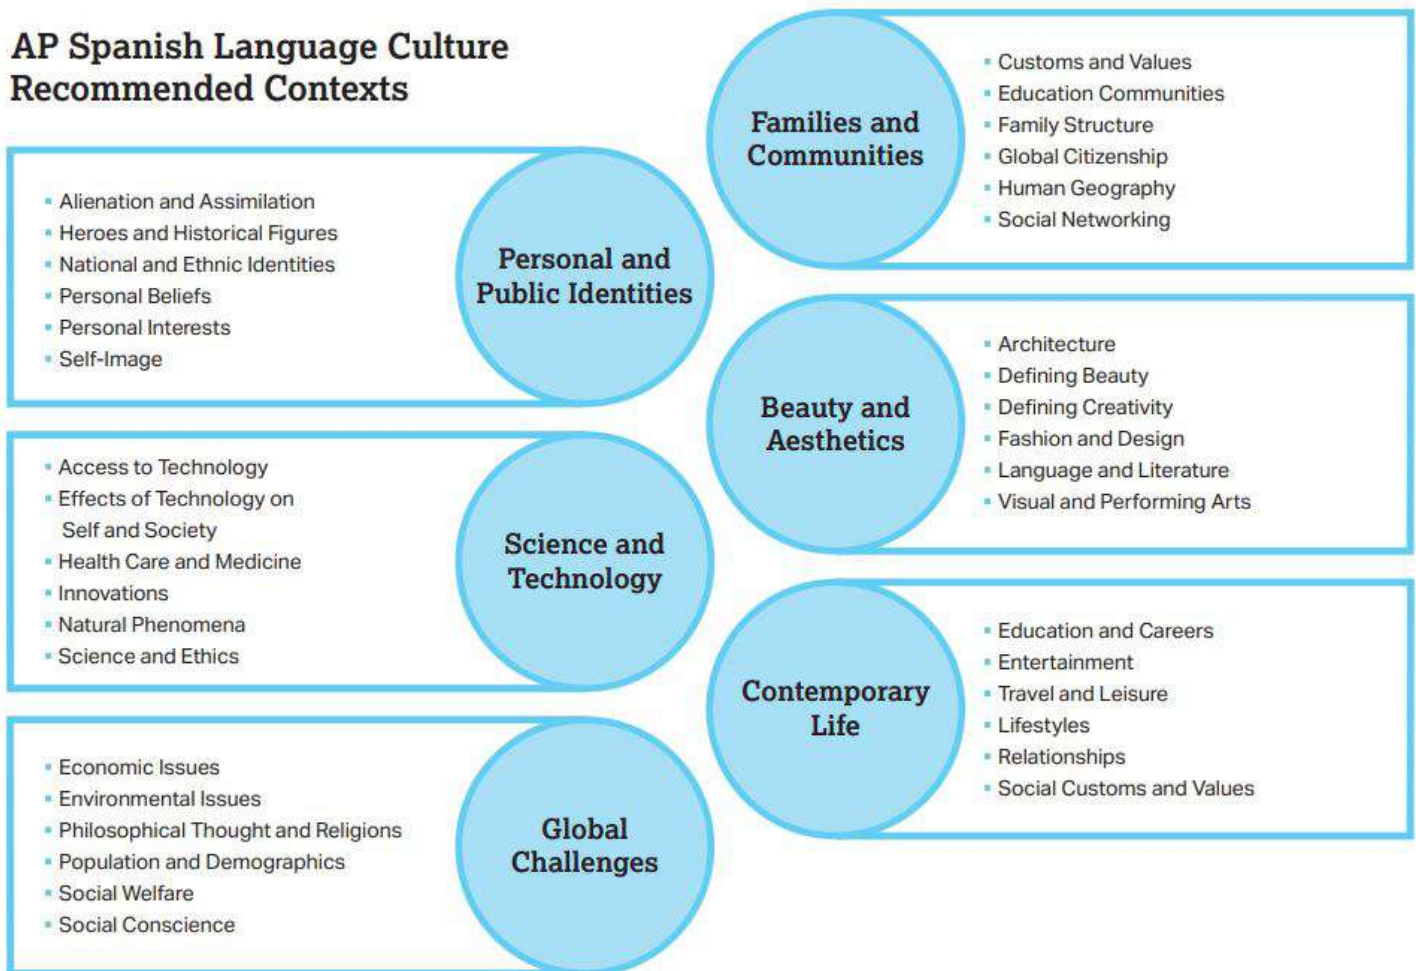 AP Spanish Language Culture
Recommended Contexts
Families and
Communities
▪ Customs and Values
▪ Education Communities
▪ Family Structure
▪ Global Citizenship
▪ Human Geography
▪ Social Networking
▪ Alienation and Assimilation
▪ Heroes and Historical Figures
▪ National and Ethnic Identities
▪ Personal Beliefs
▪ Personal Interests
▪ Self-Image
Personal and
Public Identities
Beauty and
Aesthetics
▪ Architecture
▪ Defining Beauty
▪ Defining Creativity
▪ Fashion and Design
▪ Language and Literature
▪ Visual and Performing Arts
▪ Access to Technology
▪ Effects of Technology on
Self and Society
▪ Health Care and Medicine
▪ Innovations
▪ Natural Phenomena
▪ Science and Ethics
Science and
Technology
Contemporary
Life
▪ Education and Careers
▪ Entertainment
▪ Travel and Leisure
▪ Lifestyles
▪ Relationships
▪ Social Customs and Values
▪ Economic Issues
▪ Environmental Issues
▪ Philosophical Thought and Religions
▪ Population and Demographics
▪ Social Welfare
▪ Social Conscience
Global
Challenges